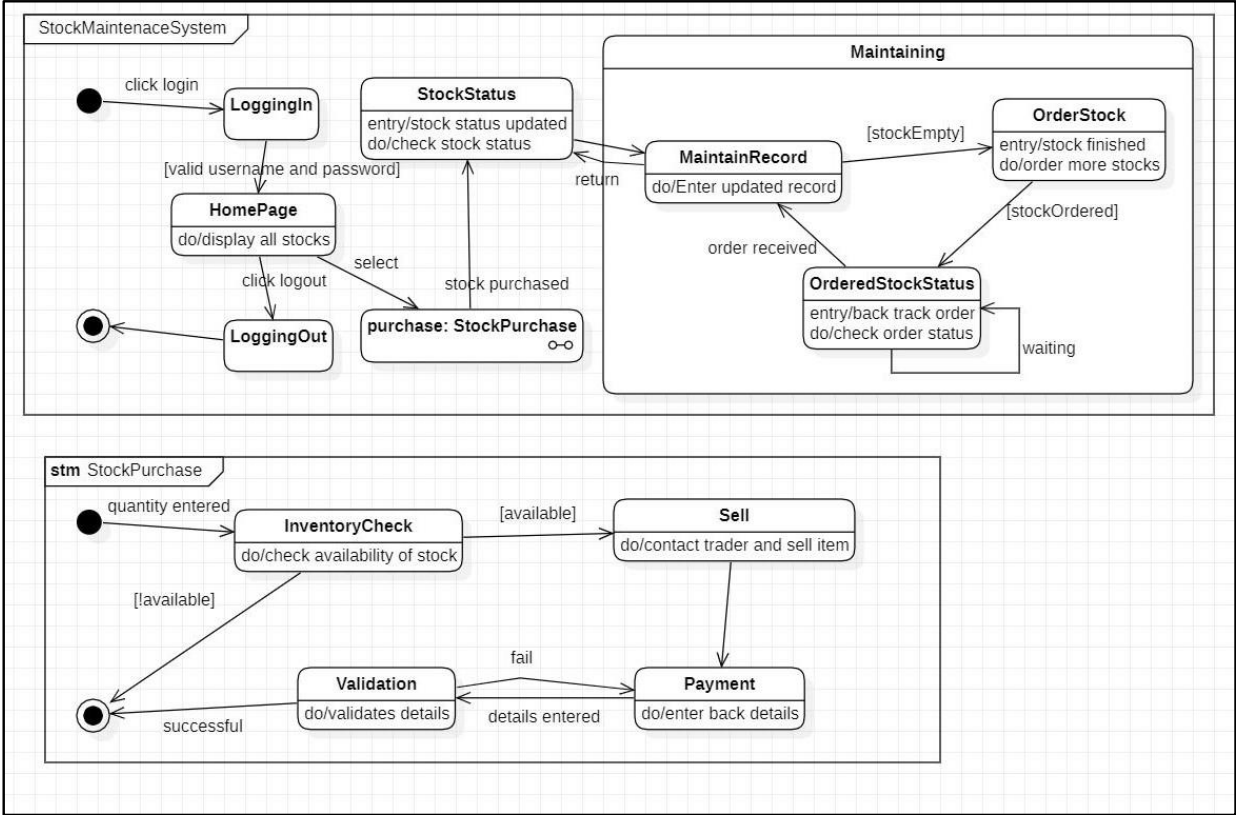 StockMaintenaceSystem
click login
LoggingIn
[valid username and password]
HomePage
do/display all stocks
click logout
select
LoggingOut
StockStatus
entry/stock status updated
do/check stock status
stock purchased
purchase: StockPurchase
return
Maintaining
MaintainRecord
do/Enter updated record
[stockEmpty]
OrderStock
entry/stock finished
do/order more stocks
[stockOrdered]
order received
OrderedStockStatus
entry/back track order
do/check order status
waiting
stm StockPurchase
quantity entered
InventoryCheck
do/check availability of stock
[available]
Sell
do/contact trader and sell item
[!available]
fail
Validation
do/validates details
Payment
do/enter back details
details entered
successful